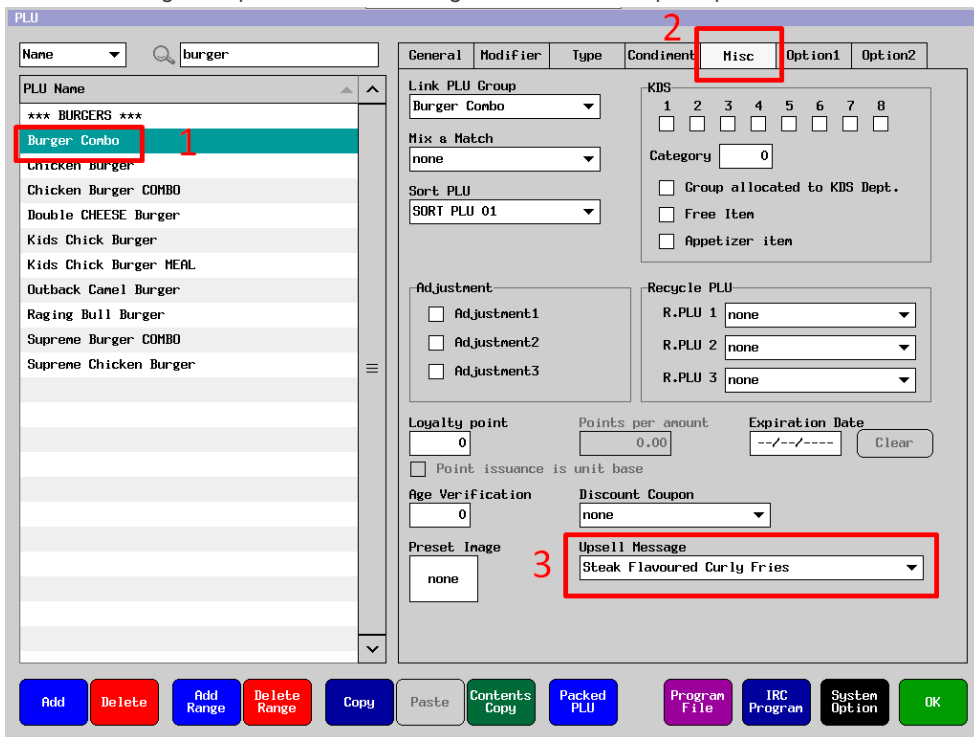 PLU
2
Name
burger
General Modifier Type Condiment Misc Option1 Option2
PLU Name
*** BURGERS ***
Burger Combo
1
Chicken Burger
Chicken Burger COMBO
Double CHEESE Burger
Kids Chick Burger
Kids Chick Burger MEAL
Outback Camel Burger
Raging Bull Burger
Supreme Burger COMBO
Supreme Chicken Burger
Link PLU Group
Burger Combo
Mix & Match
none
Sort PLU
SORT PLU 01
KDS
1 2 3 4 5 6 7 8
Category 0
Group allocated to KDS Dept.
Free Item
Appetizer item
Adjustment
Adjustment1
Adjustment2
Adjustment3
Recycle PLU
R.PLU 1 none
R.PLU 2 none
R.PLU 3 none
Loyalty point Points per amount Expiration Date
0 0.00 --/--/---- Clear
Point issuance is unit base
Age Verification Discount Coupon
0 none
Preset Image Upsell Message
none
3
Steak Flavoured Curly Fries
Add Delete Add Range Delete Range Copy Paste Contents Copy Packed PLU Program File IRC Program System Option OK